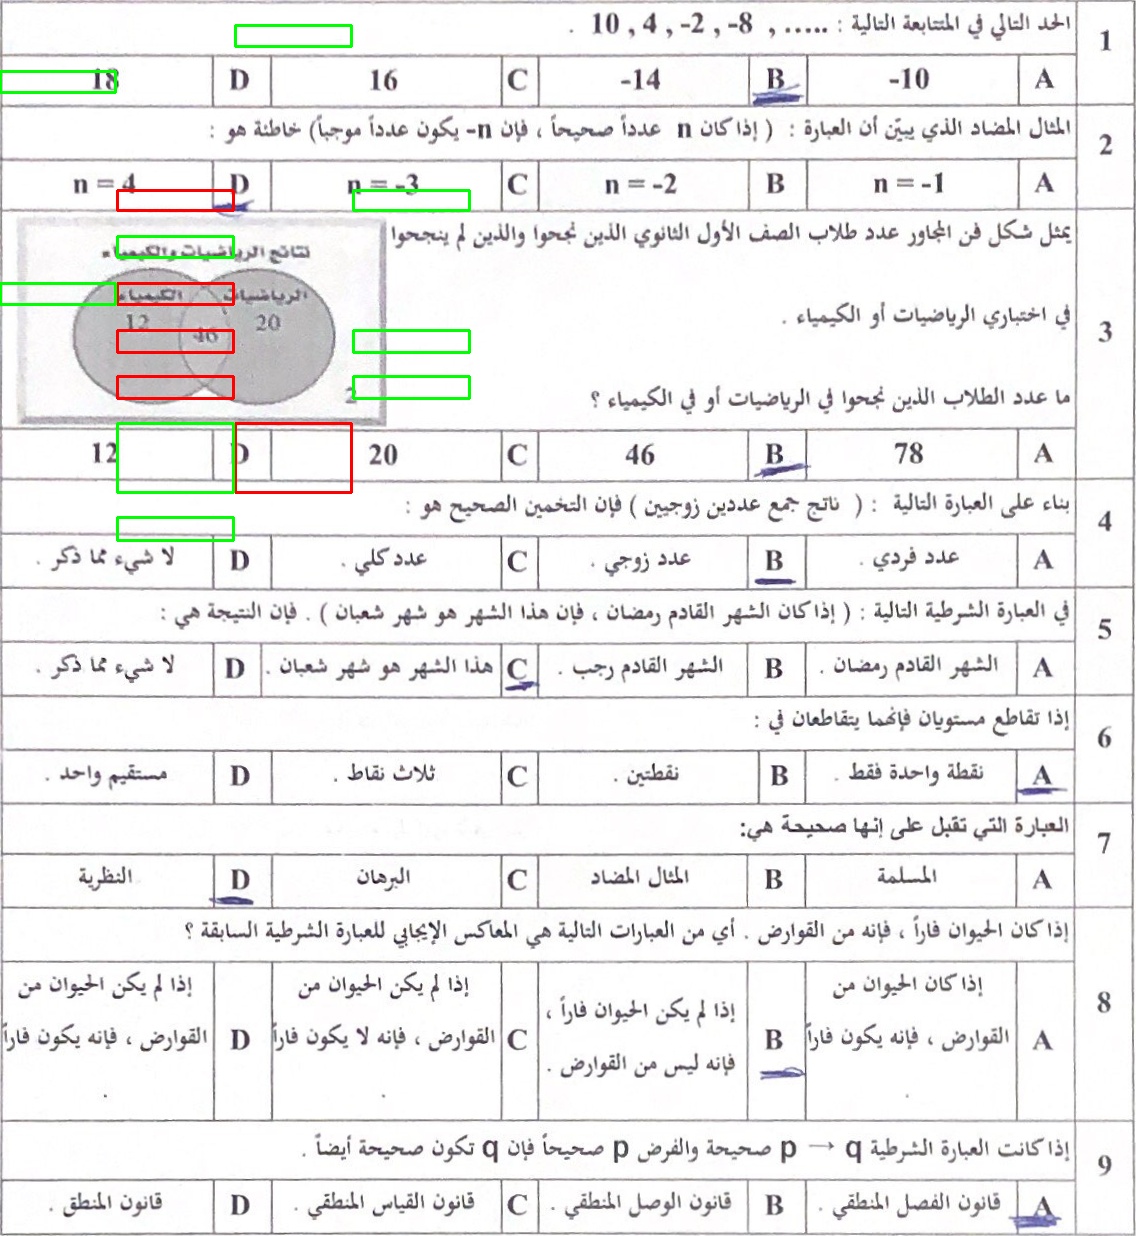 1 الحد التالي في المتتابعة التالية : 10 , 4 , -2 , -8 , ..... .
A -10 B -14 C 16 D 18
2 المثال المضاد الذي يبيّن أن العبارة : ( إذا كان n عدداً صحيحاً ، فإن n- يكون عدداً موجباً) خاطئة هو :
A n = -1 B n = -2 C n = -3 D n = 4
3 يمثل شكل فن المجاور عدد طلاب الصف الأول الثانوي الذين نجحوا والذين لم ينجحوا
في اختباري الرياضيات أو الكيمياء .
ما عدد الطلاب الذين نجحوا في الرياضيات أو في الكيمياء ؟
نتائج الرياضيات والكيمياء
الرياضيات الكيمياء
20 46 12
2
A 78 B 46 C 20 D 12
4 بناء على العبارة التالية : ( ناتج جمع عددين زوجيين ) فإن التخمين الصحيح هو :
A عدد فردي . B عدد زوجي . C عدد كلي . D لا شيء مما ذكر .
5 في العبارة الشرطية التالية : ( إذا كان الشهر القادم رمضان ، فإن هذا الشهر هو شهر شعبان ) . فإن النتيجة هي :
A الشهر القادم رمضان . B الشهر القادم رجب . C هذا الشهر هو شهر شعبان . D لا شيء مما ذكر .
6 إذا تقاطع مستويان فإنهما يتقاطعان في :
A نقطة واحدة فقط . B نقطتين . C ثلاث نقاط . D مستقيم واحد .
7 العبارة التي تقبل على إنها صحيحة هي:
A المسلمة B المثال المضاد C البرهان D النظرية
8 إذا كان الحيوان فاراً ، فإنه من القوارض . أي من العبارات التالية هي المعاكس الإيجابي للعبارة الشرطية السابقة ؟
A إذا كان الحيوان من القوارض ، فإنه يكون فاراً . B إذا لم يكن الحيوان فاراً ، فإنه ليس من القوارض . C إذا لم يكن الحيوان من القوارض ، فإنه لا يكون فاراً . D إذا لم يكن الحيوان من القوارض ، فإنه يكون فاراً .
9 إذا كانت العبارة الشرطية p → q صحيحة والفرض p صحيحاً فإن q تكون صحيحة أيضاً .
A قانون الفصل المنطقي . B قانون الوصل المنطقي . C قانون القياس المنطقي . D قانون المنطق .